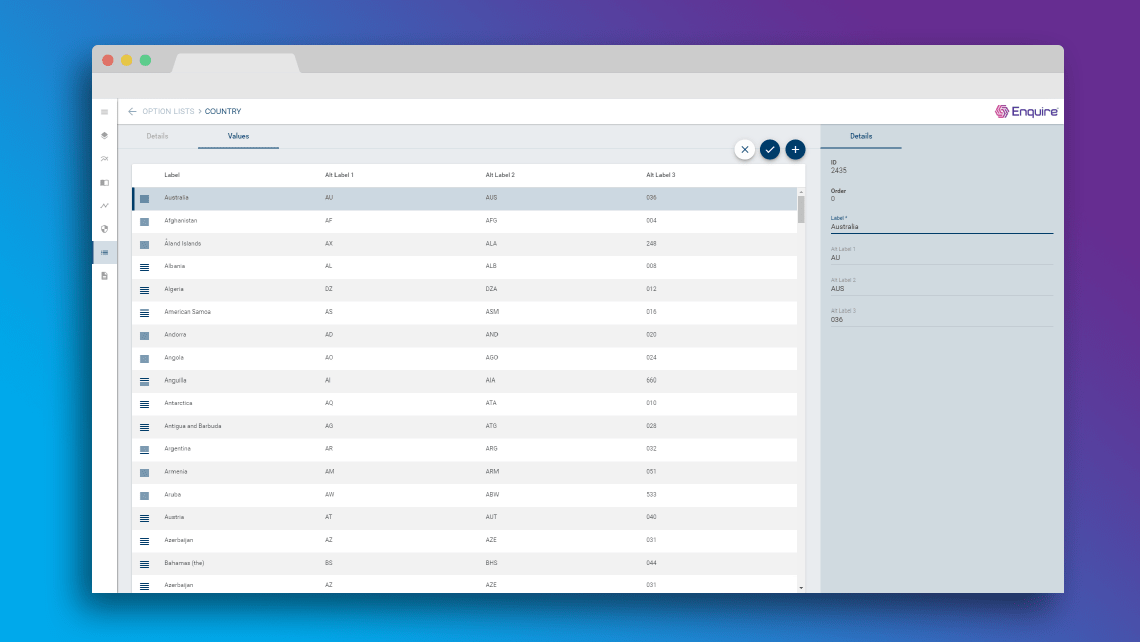 OPTION LISTS > COUNTRY
Enquire
Details Values
Details
Label Alt Label 1 Alt Label 2 Alt Label 3
Australia AU AUS 036
Afghanistan AF AFG 004
Åland Islands AX ALA 248
Albania AL ALB 008
Algeria DZ DZA 012
American Samoa AS ASM 016
Andorra AD AND 020
Angola AO AGO 024
Anguilla AI AIA 660
Antarctica AQ ATA 010
Antigua and Barbuda AG ATG 028
Argentina AR ARG 032
Armenia AM ARM 051
Aruba AW ABW 533
Austria AT AUT 040
Azerbaijan AZ AZE 031
Bahamas (the) BS BHS 044
Azerbaijan AZ AZE 031
ID
2435
Order
0
Label *
Australia
Alt Label 1
AU
Alt Label 2
AUS
Alt Label 3
036